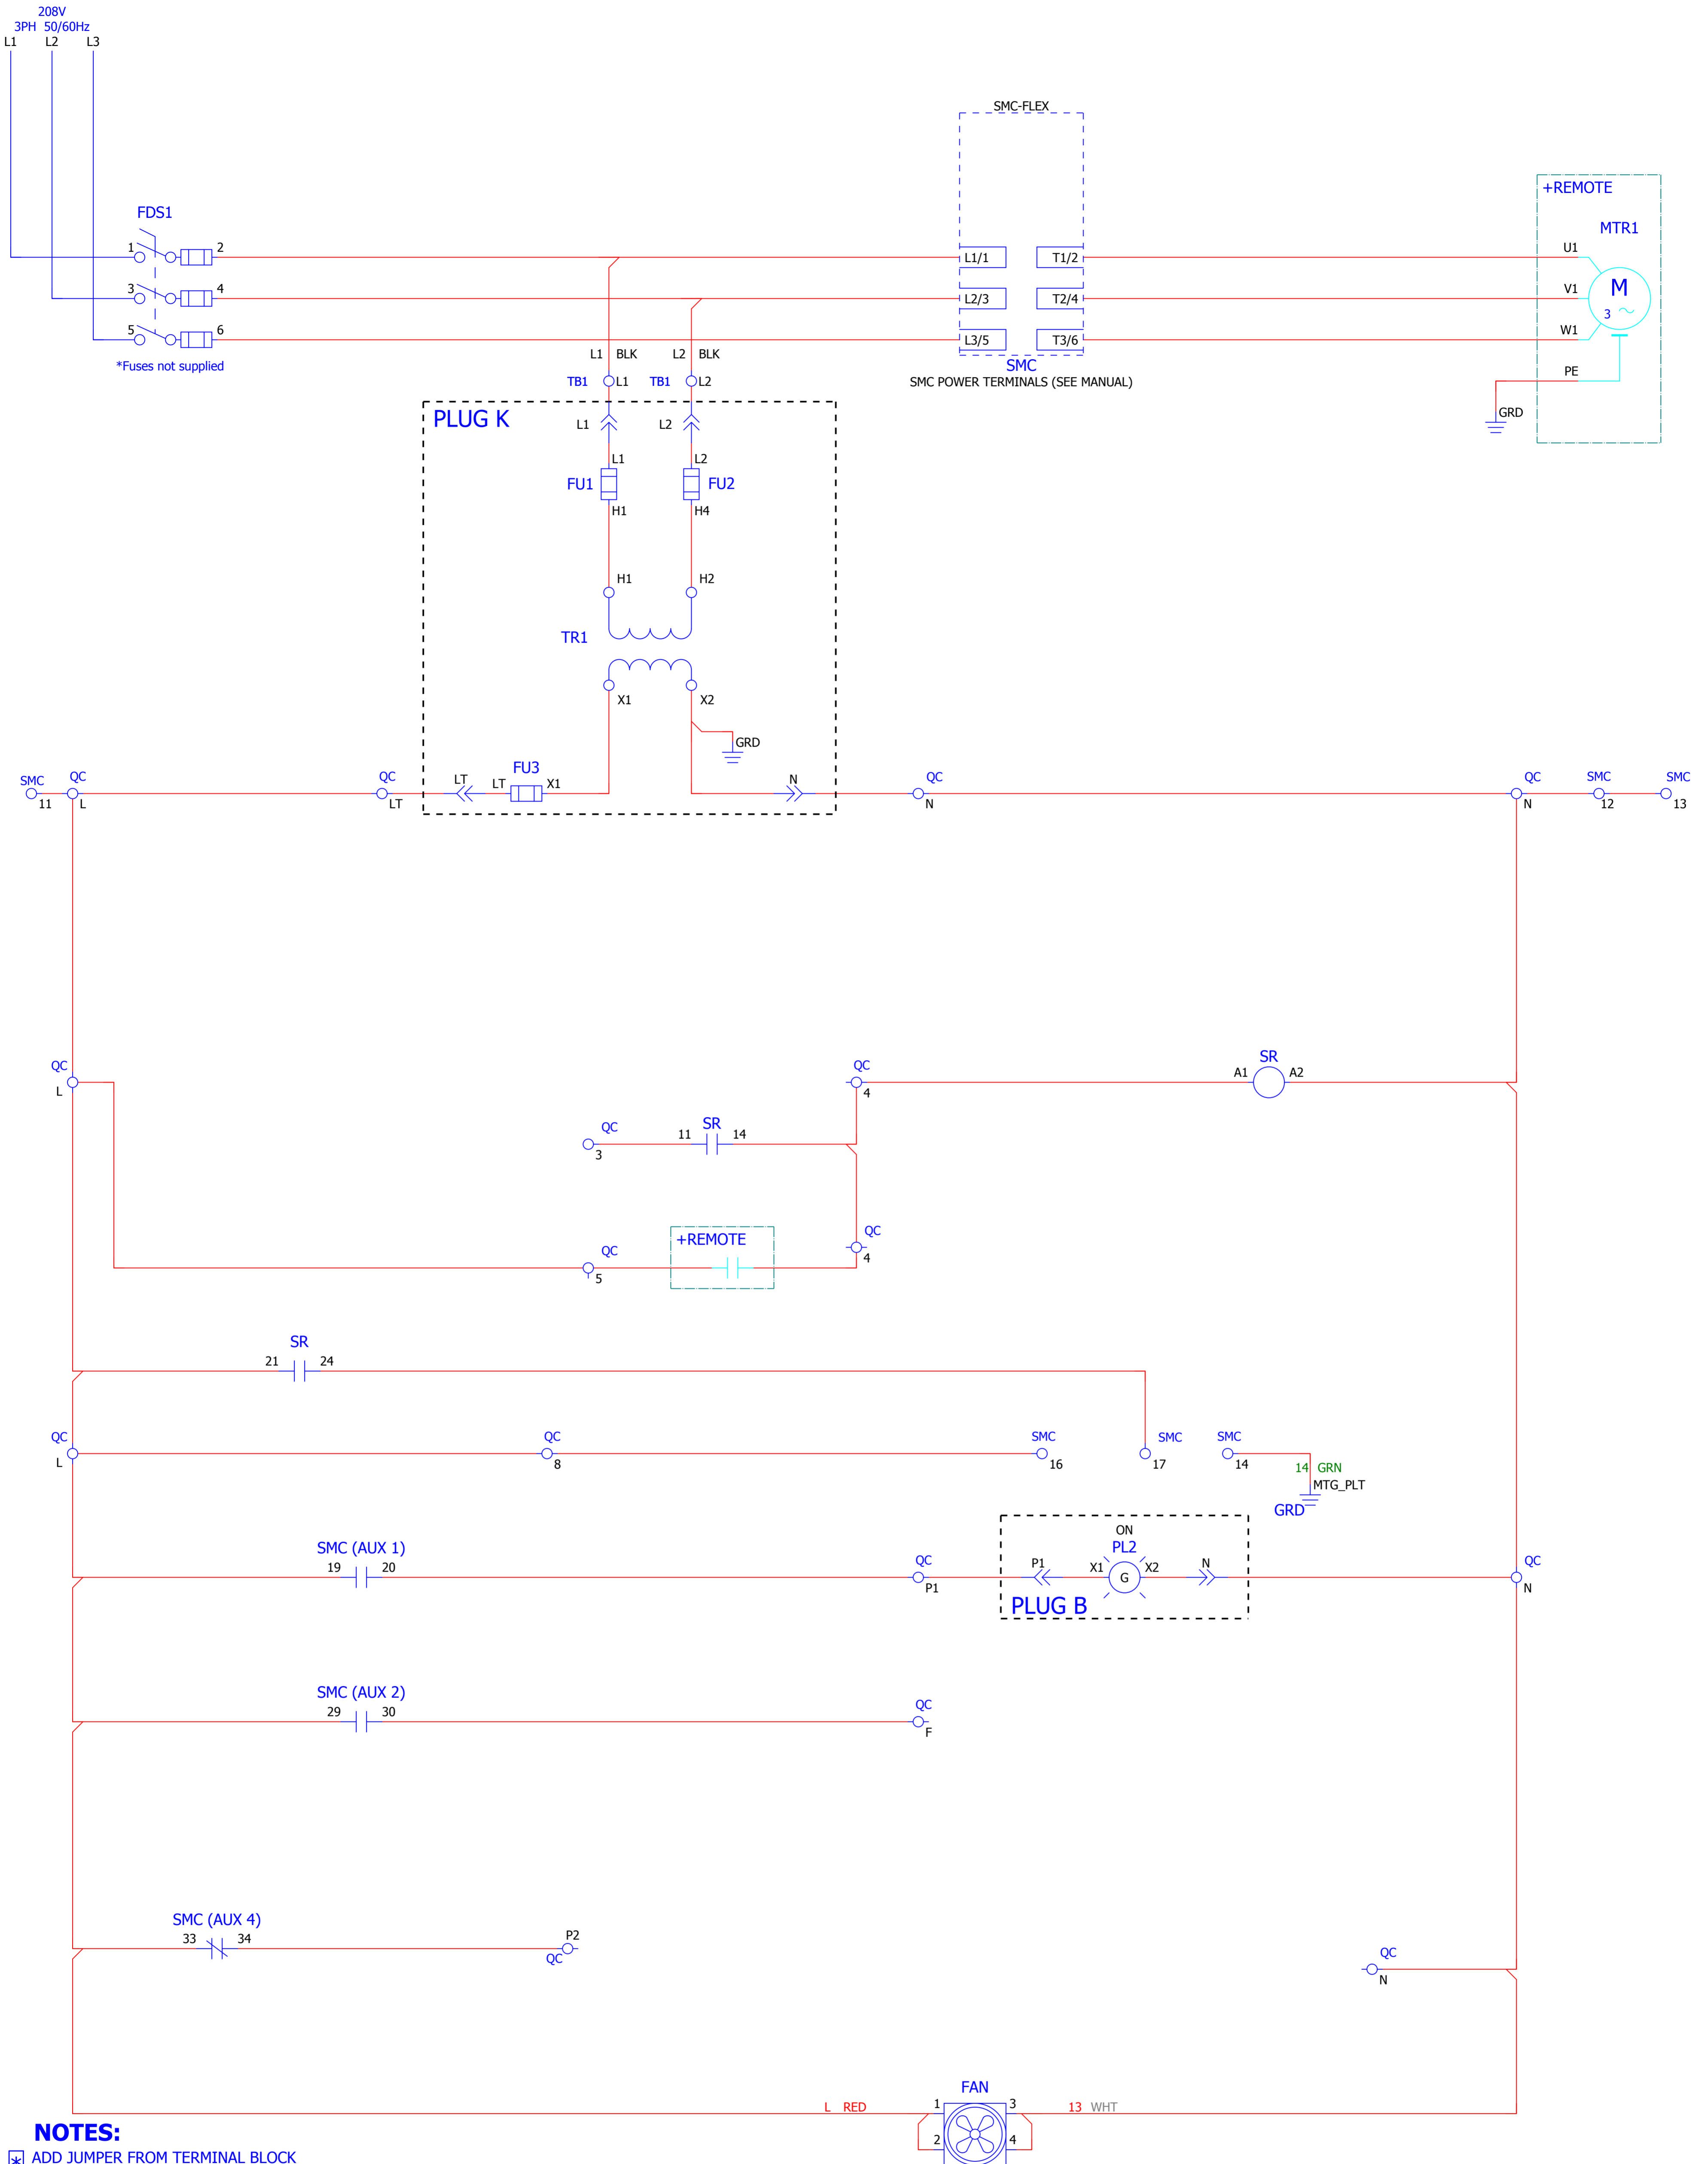 208V
3PH 50/60Hz
L1 L2 L3
SMC-FLEX
+REMOTE
MTR1
FDS1
1 2
3 4
5 6
*Fuses not supplied
L1/1 T1/2
L2/3 T2/4
L3/5 T3/6
SMC
SMC POWER TERMINALS (SEE MANUAL)
U1
V1
W1
PE
M
3
GRD
L1 BLK L2 BLK
TB1 L1 TB1 L2
PLUG K
L1 L2
L1 L2
FU1 FU2
H1 H4
H1 H2
TR1
X1 X2
GRD
SMC QC QC LT LT FU3 X1 N QC QC SMC SMC
11 L LT N N 12 13
QC QC SR
L 4 A1 A2
QC SR
3 11 14
QC +REMOTE QC
5 4
SR
21 24
QC QC SMC SMC SMC
L 8 16 17 14
14 GRN
MTG_PLT
GRD
SMC (AUX 1)
19 20
QC
P1
ON
PL2
P1 X1 G X2 N
PLUG B
QC
N
SMC (AUX 2)
29 30
QC
F
SMC (AUX 4)
33 34
P2
QC
QC
N
FAN
L RED 1 3 13 WHT
2 4
NOTES:
* ADD JUMPER FROM TERMINAL BLOCK